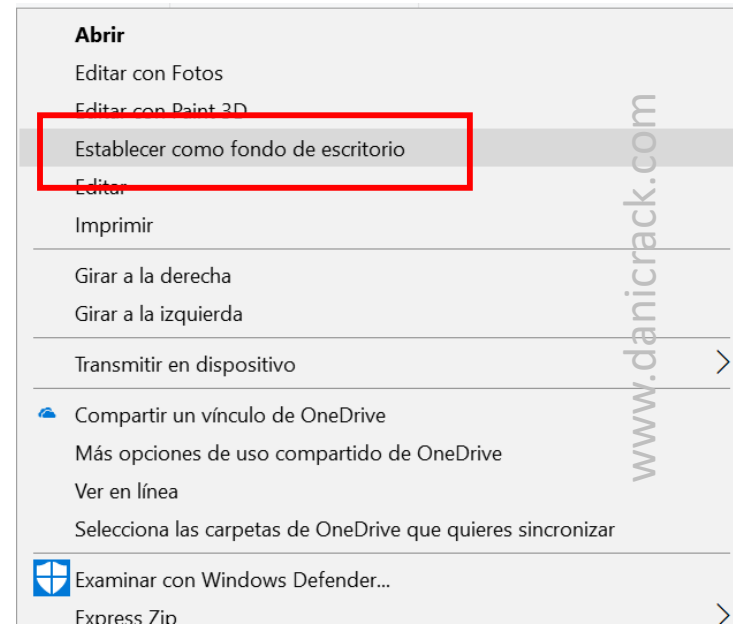 Abrir
Editar con Fotos
Editar con Paint 3D
Establecer como fondo de escritorio
Editar
Imprimir
Girar a la derecha
Girar a la izquierda
Transmitir en dispositivo
Compartir un vínculo de OneDrive
Más opciones de uso compartido de OneDrive
Ver en línea
Selecciona las carpetas de OneDrive que quieres sincronizar
Examinar con Windows Defender...
Express Zip
www.danicrack.com